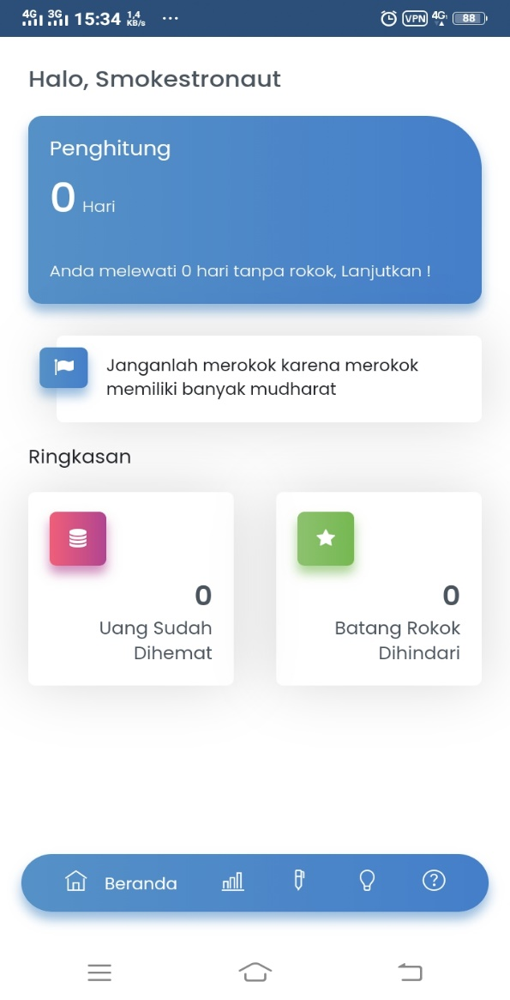 4G 3G 15:34 1,4 KB/s ... VPN 4G 88
Halo, Smokestronaut
Penghitung
0 Hari
Anda melewati 0 hari tanpa rokok, Lanjutkan !
Janganlah merokok karena merokok
memiliki banyak mudharat
Ringkasan
0
Uang Sudah
Dihemat
0
Batang Rokok
Dihindari
Beranda
?